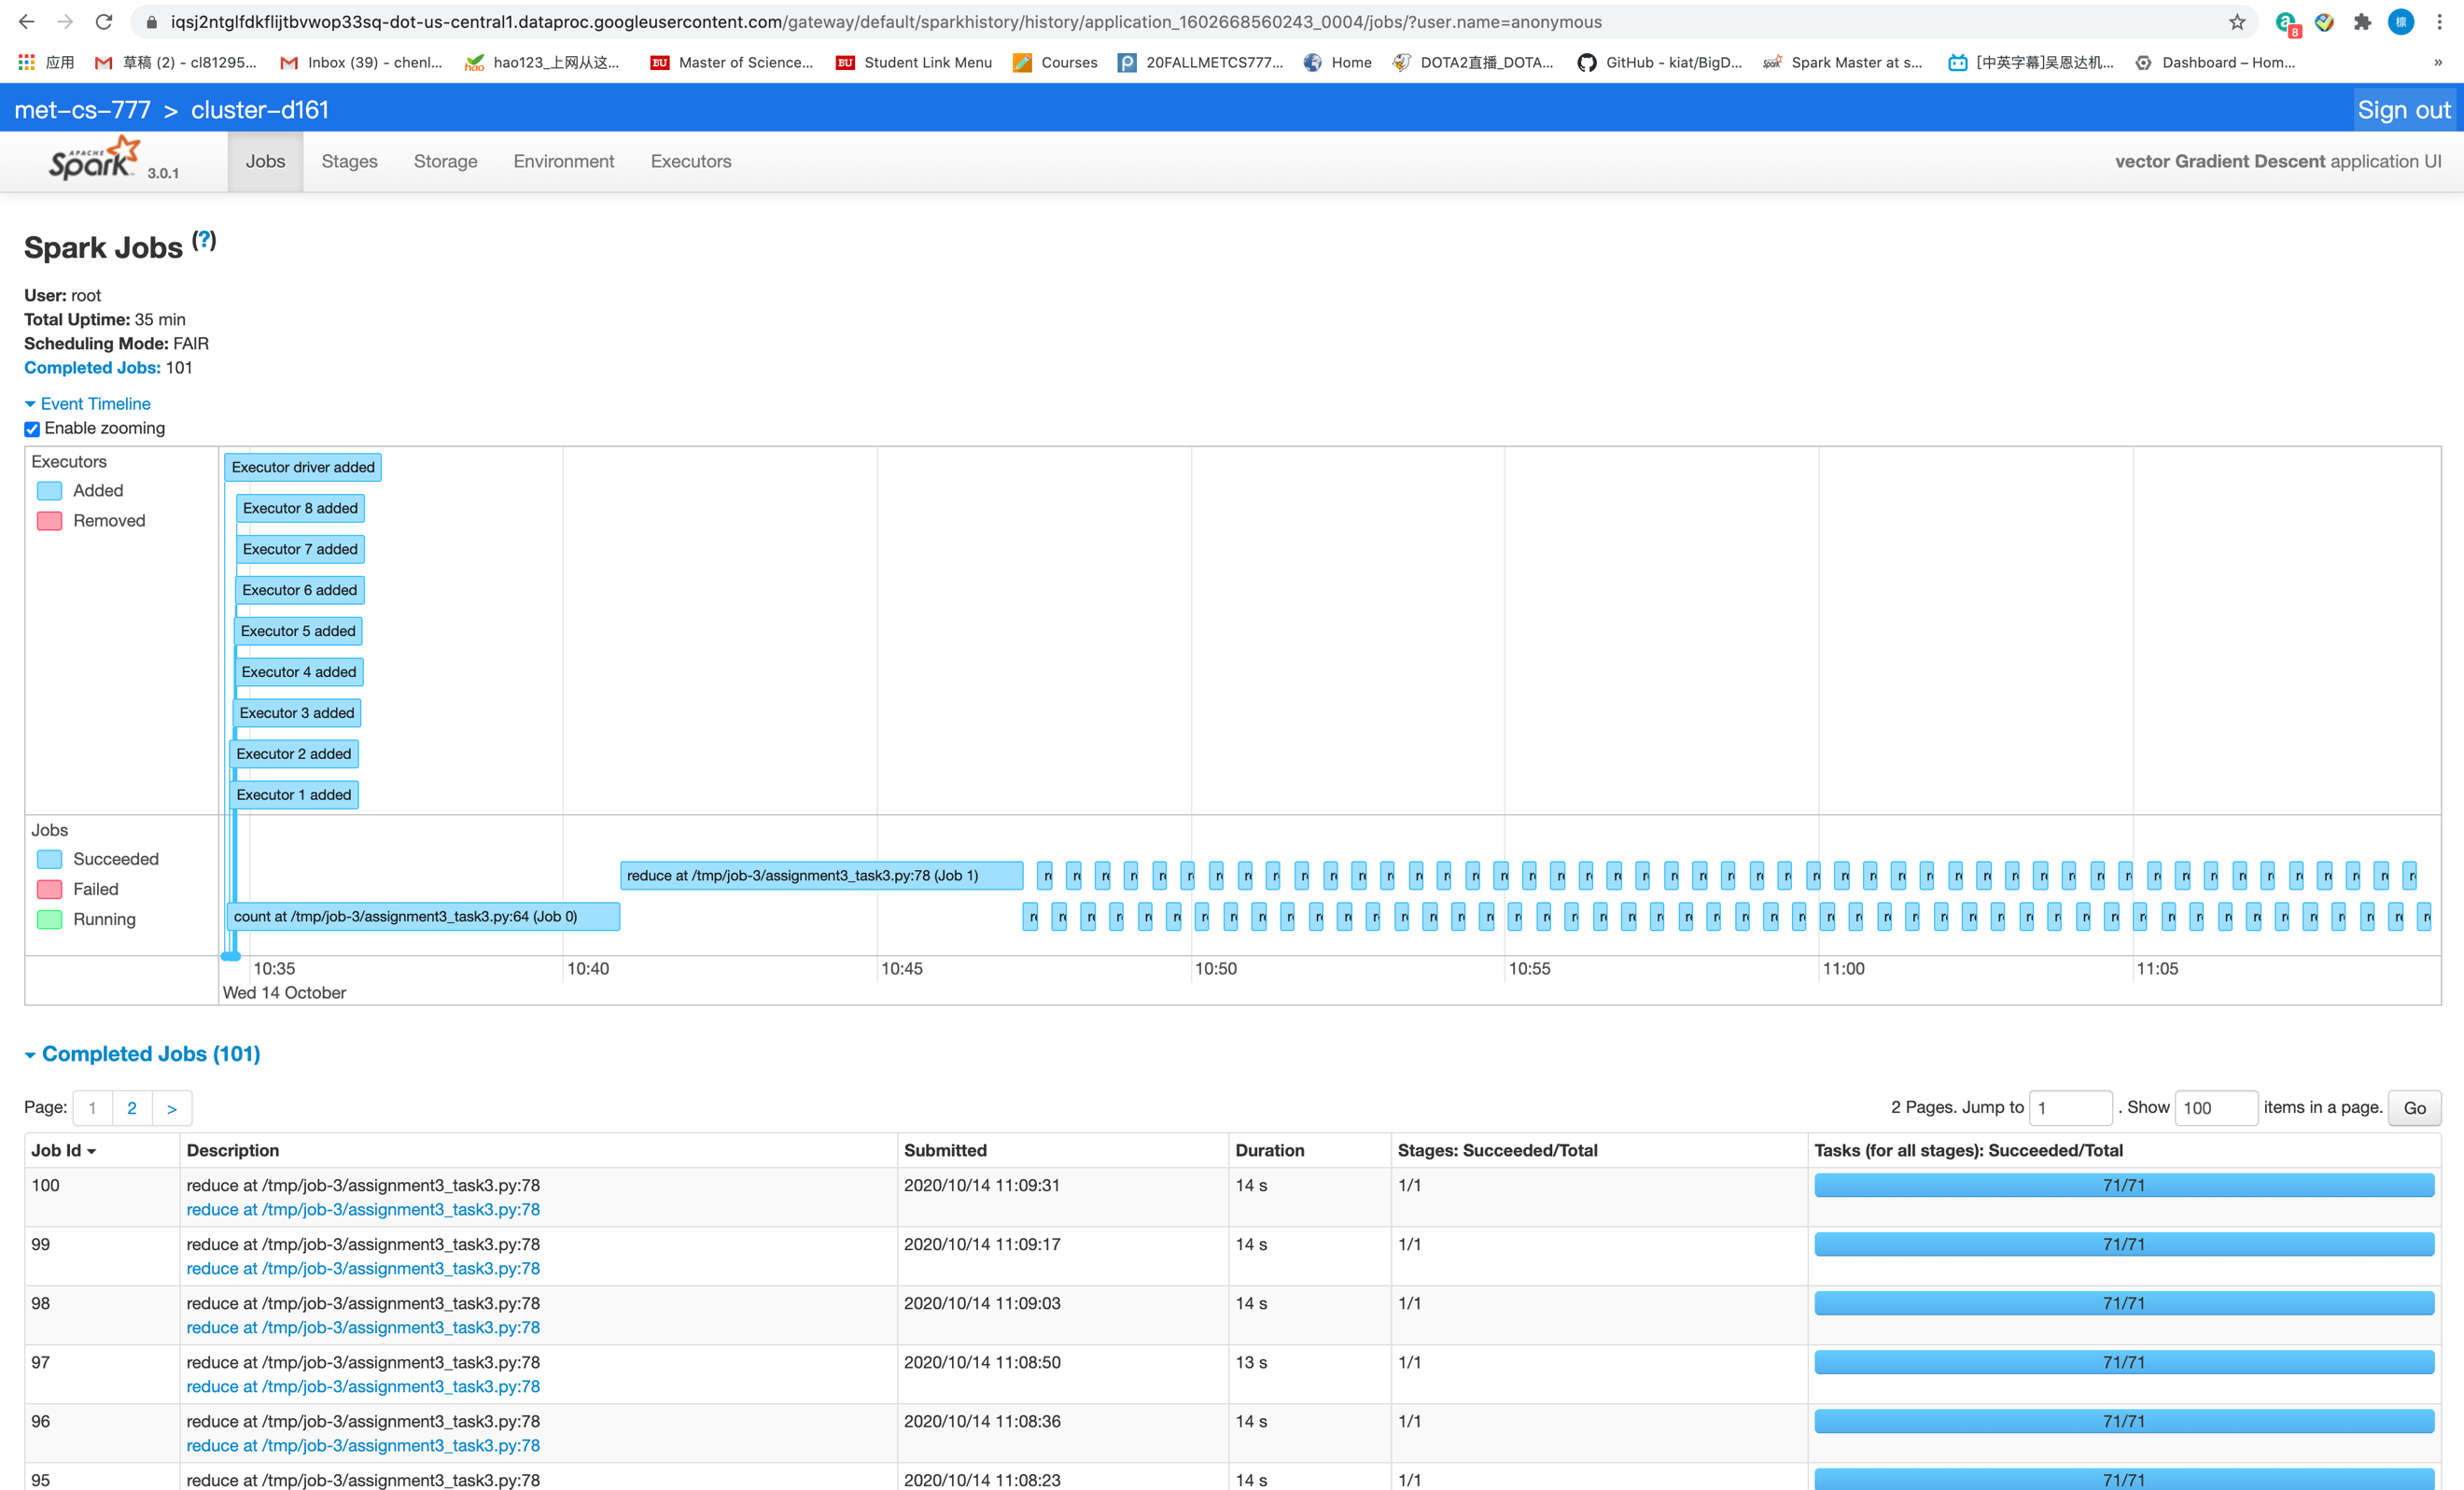 iqsj2ntglfdkflijtbvwop33sq-dot-us-central1.dataproc.googleusercontent.com/gateway/default/sparkhistory/history/application_1602668560243_0004/jobs/?user.name=anonymous
8
應用
草稿 (2) - cl81295...
Inbox (39) - chenl...
hao123_上网从这...
BU Master of Science...
BU Student Link Menu
Courses
20FALLMETCS777...
Home
DOTA2直播_DOTA...
GitHub - kiat/BigD...
Spark Master at s...
[中英字幕]吴恩达机...
Dashboard – Hom...
»
met-cs-777 > cluster-d161
Sign out
APACHE Spark 3.0.1
Jobs
Stages
Storage
Environment
Executors
vector Gradient Descent application UI
Spark Jobs (?)
User: root
Total Uptime: 35 min
Scheduling Mode: FAIR
Completed Jobs: 101
Event Timeline
Enable zooming
Executors
Added
Removed
Executor driver added
Executor 8 added
Executor 7 added
Executor 6 added
Executor 5 added
Executor 4 added
Executor 3 added
Executor 2 added
Executor 1 added
Jobs
Succeeded
Failed
Running
reduce at /tmp/job-3/assignment3_task3.py:78 (Job 1)
count at /tmp/job-3/assignment3_task3.py:64 (Job 0)
10:35 10:40 10:45 10:50 10:55 11:00 11:05
Wed 14 October
Completed Jobs (101)
Page: 1 2 >
2 Pages. Jump to 1 . Show 100 items in a page. Go
Job Id Description Submitted Duration Stages: Succeeded/Total Tasks (for all stages): Succeeded/Total
100 reduce at /tmp/job-3/assignment3_task3.py:78 2020/10/14 11:09:31 14 s 1/1 71/71
reduce at /tmp/job-3/assignment3_task3.py:78
99 reduce at /tmp/job-3/assignment3_task3.py:78 2020/10/14 11:09:17 14 s 1/1 71/71
reduce at /tmp/job-3/assignment3_task3.py:78
98 reduce at /tmp/job-3/assignment3_task3.py:78 2020/10/14 11:09:03 14 s 1/1 71/71
reduce at /tmp/job-3/assignment3_task3.py:78
97 reduce at /tmp/job-3/assignment3_task3.py:78 2020/10/14 11:08:50 13 s 1/1 71/71
reduce at /tmp/job-3/assignment3_task3.py:78
96 reduce at /tmp/job-3/assignment3_task3.py:78 2020/10/14 11:08:36 14 s 1/1 71/71
reduce at /tmp/job-3/assignment3_task3.py:78
95 reduce at /tmp/job-3/assignment3_task3.py:78 2020/10/14 11:08:23 14 s 1/1 71/71